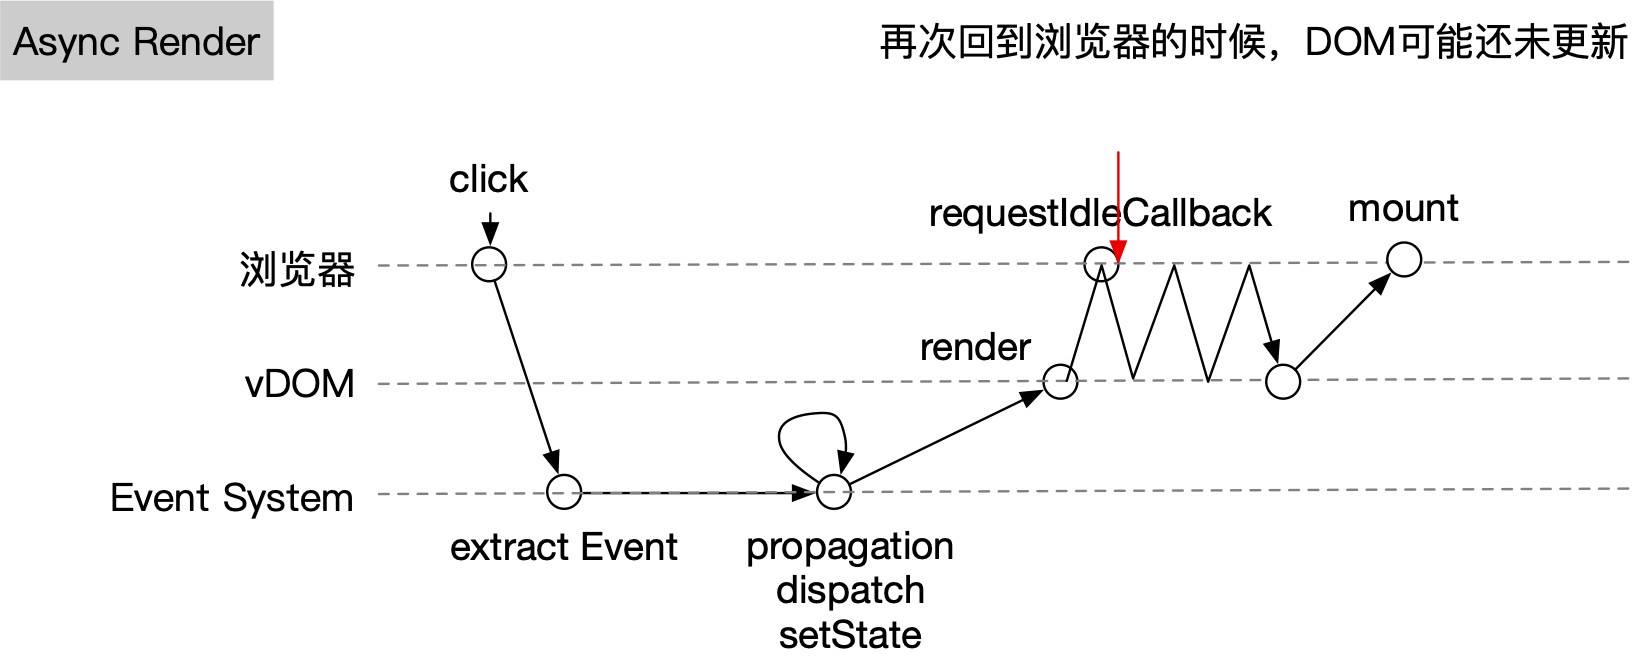 Async Render
再次回到浏览器的时候，DOM可能还未更新
click
requestIdleCallback
mount
浏览器
render
vDOM
Event System
extract Event
propagation
dispatch
setState